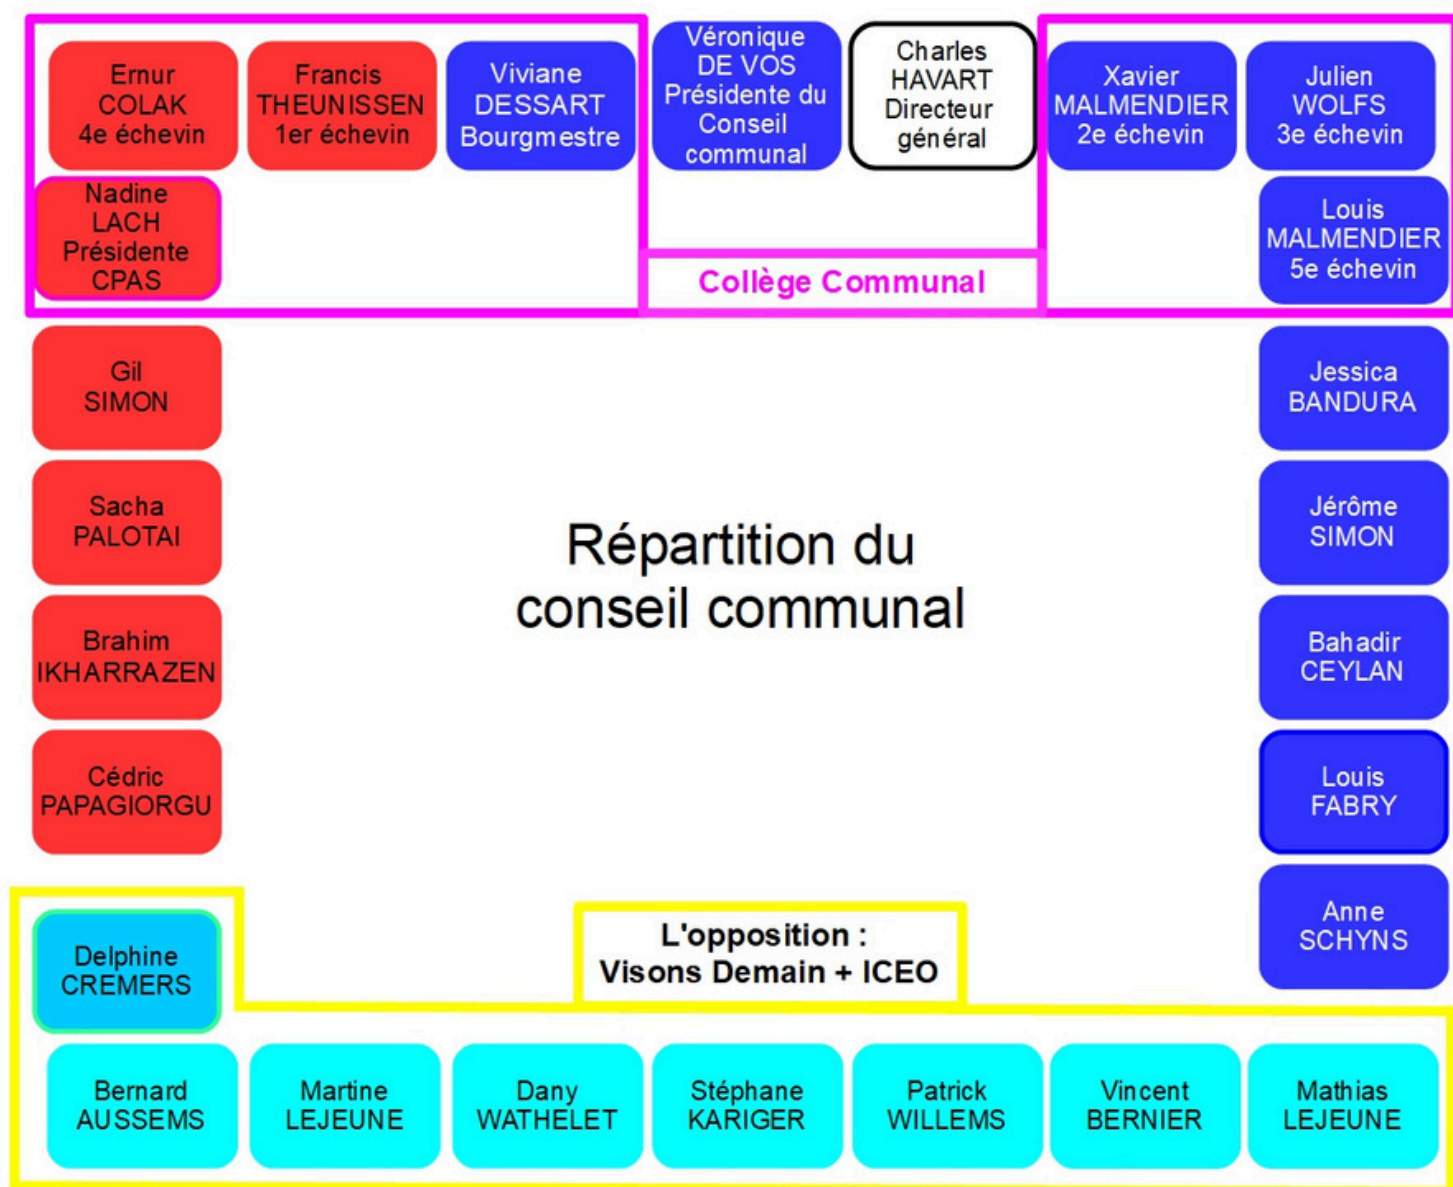 Ernur
COLAK
4e échevin
Francis
THEUNISSEN
1er échevin
Viviane
DESSART
Bourgmestre
Véronique
DE VOS
Présidente du
Conseil
communal
Charles
HAVART
Directeur
général
Xavier
MALMENDIER
2e échevin
Julien
WOLFS
3e échevin
Nadine
LACH
Présidente
CPAS
Louis
MALMENDIER
5e échevin
Collège Communal
Gil
SIMON
Jessica
BANDURA
Sacha
PALOTAI
Jérôme
SIMON
Répartition du
conseil communal
Brahim
IKHARRAZEN
Bahadir
CEYLAN
Cédric
PAPAGIORGU
Louis
FABRY
Delphine
CREMERS
L'opposition :
Visons Demain + ICEO
Anne
SCHYNS
Bernard
AUSSEMS
Martine
LEJEUNE
Dany
WATHELET
Stéphane
KARIGER
Patrick
WILLEMS
Vincent
BERNIER
Mathias
LEJEUNE